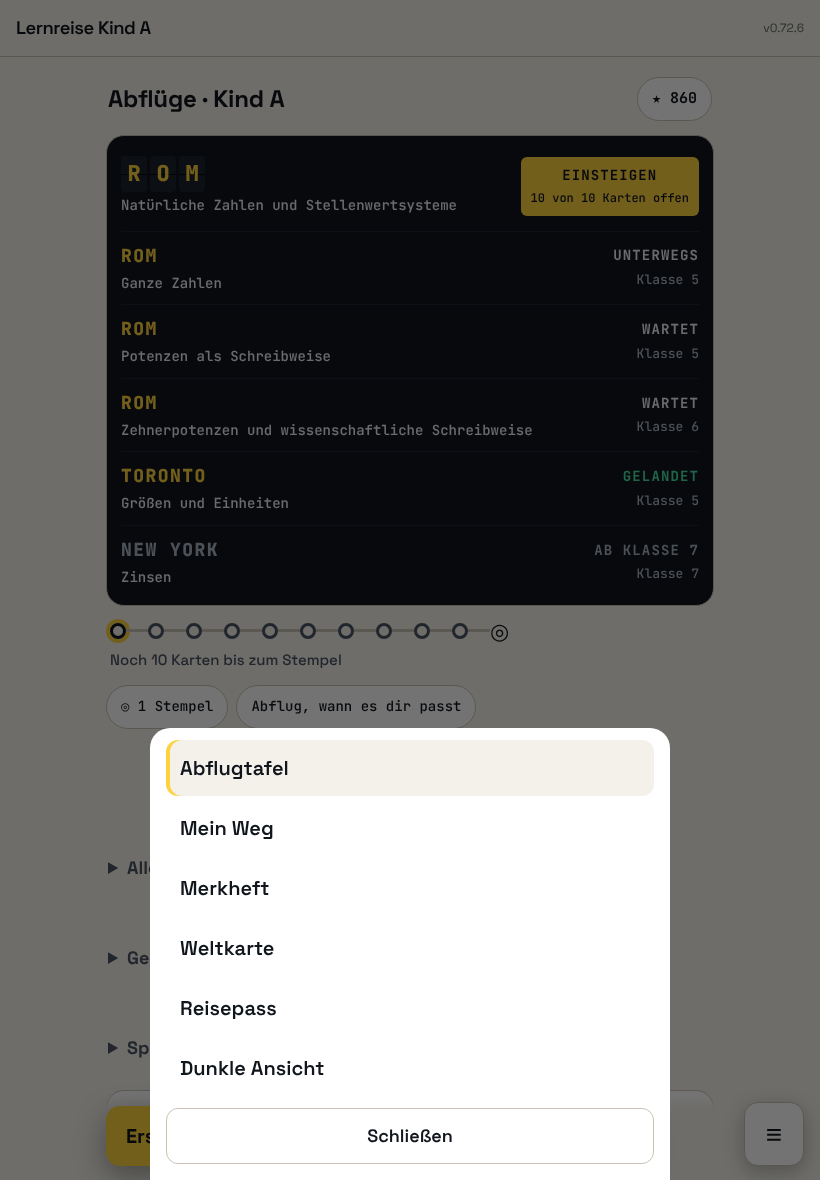 Lernreise Kind A
v0.72.6
Abflüge · Kind A
★ 860
ROM
EINSTEIGEN
10 von 10 Karten offen
Natürliche Zahlen und Stellenwertsysteme
ROM
UNTERWEGS
Ganze Zahlen
Klasse 5
ROM
WARTET
Potenzen als Schreibweise
Klasse 5
ROM
WARTET
Zehnerpotenzen und wissenschaftliche Schreibweise
Klasse 6
TORONTO
GELANDET
Größen und Einheiten
Klasse 5
NEW YORK
AB KLASSE 7
Zinsen
Klasse 7
Noch 10 Karten bis zum Stempel
◎ 1 Stempel
Abflug, wann es dir passt
Abflugtafel
Mein Weg
Merkheft
Weltkarte
Reisepass
Dunkle Ansicht
Schließen